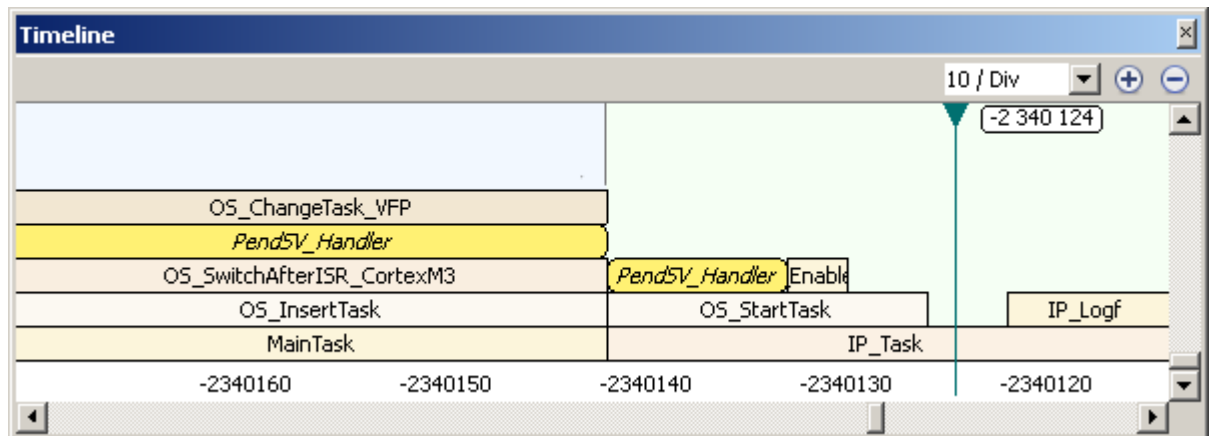 Timeline
10 / Div
-2 340 124
OS_ChangeTask_VFP
PendSV_Handler
OS_SwitchAfterISR_CortexM3 PendSV_Handler Enable
OS_InsertTask OS_StartTask IP_Logf
MainTask IP_Task
-2340160 -2340150 -2340140 -2340130 -2340120